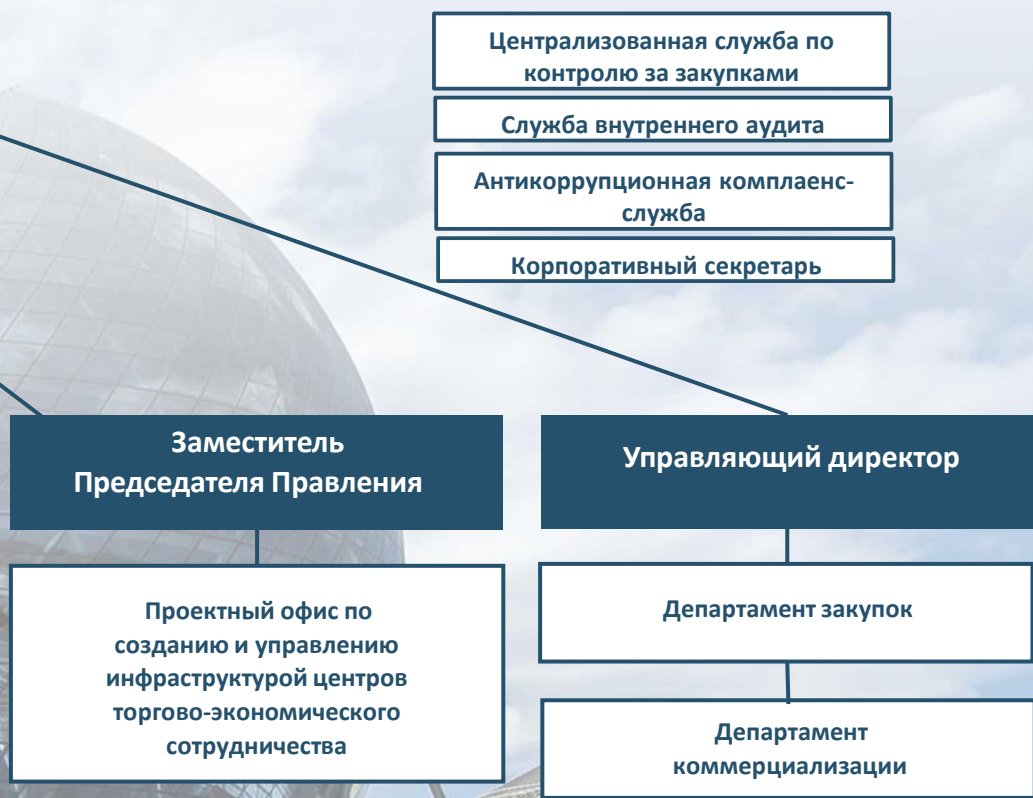 Централизованная служба по
контролю за закупками
Служба внутреннего аудита
Антикоррупционная комплаенс-
служба
Корпоративный секретарь
Заместитель
Председателя Правления
Управляющий директор
Проектный офис по
созданию и управлению
инфраструктурой центров
торгово-экономического
сотрудничества
Департамент закупок
Департамент
коммерциализации